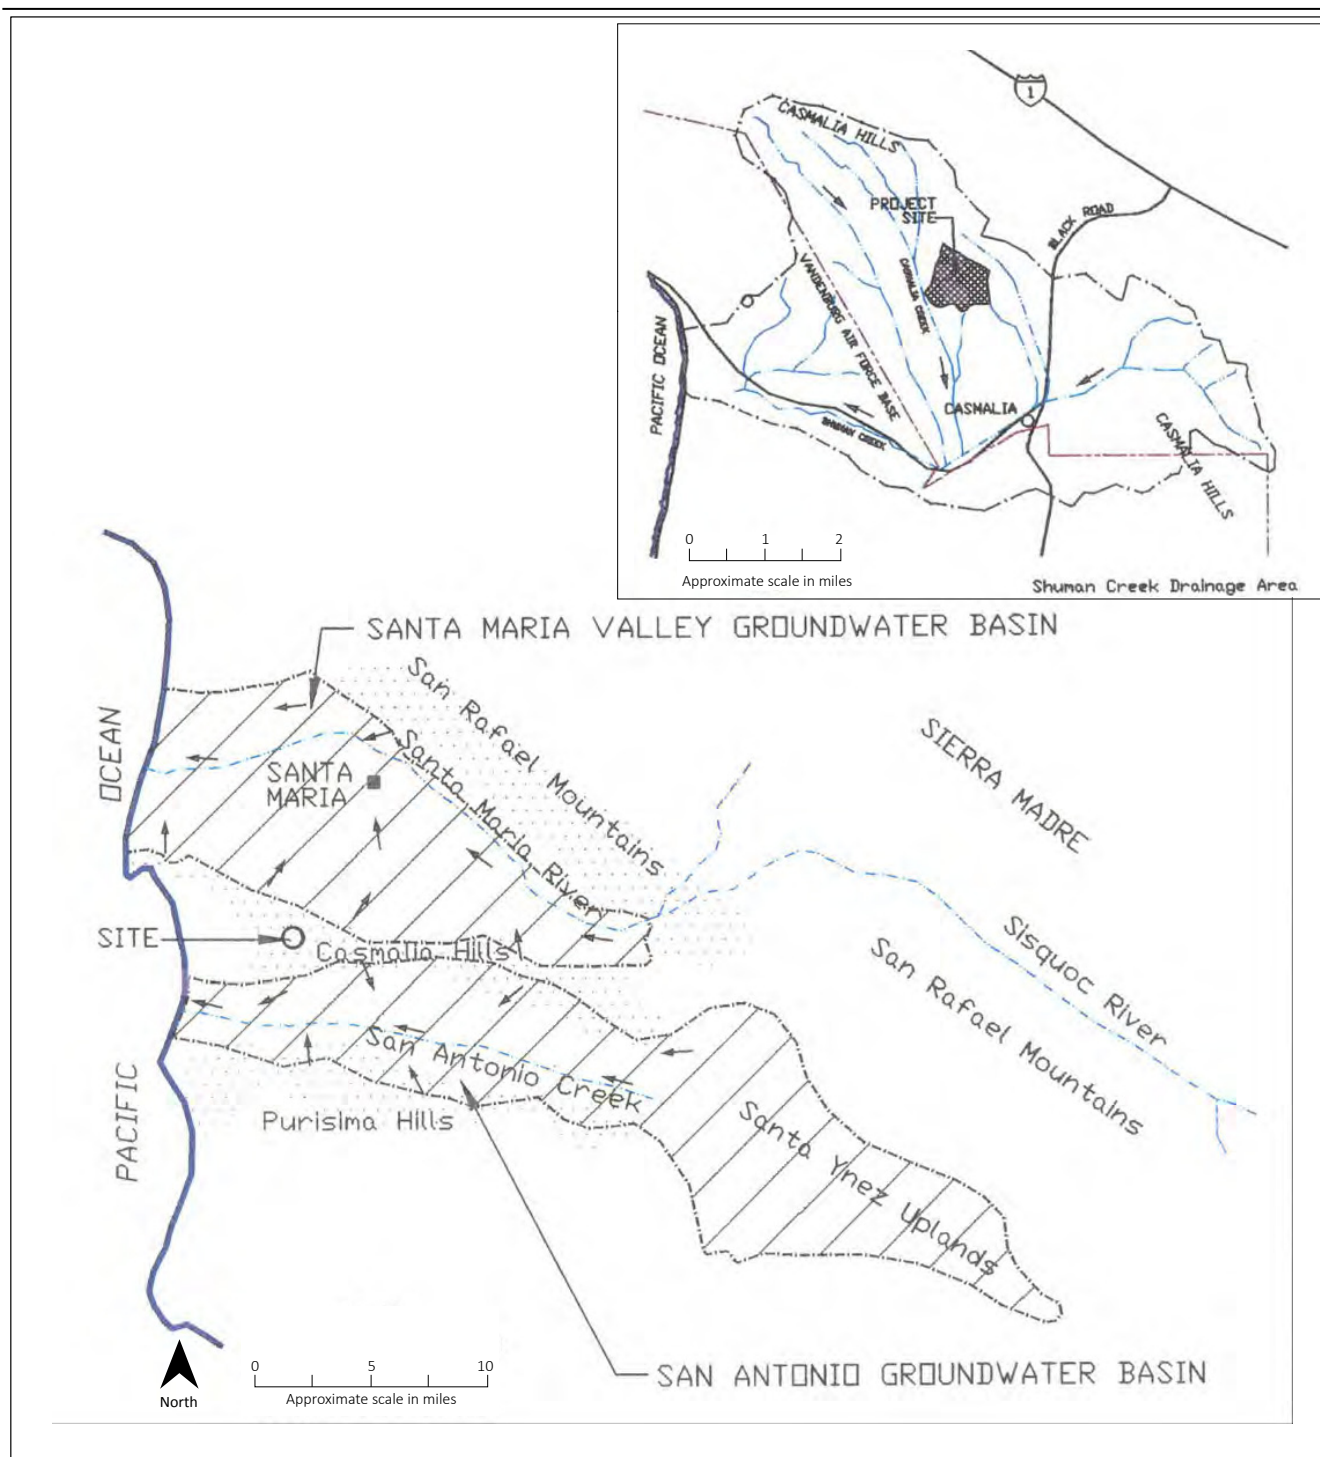 1
CASMALIA HILLS
PROJECT
SITE
BLACK ROAD
CASMALIA CREEK
VANDENBURG AIR FORCE BASE
PACIFIC OCEAN
CASMALIA
SHUMAN CREEK
CASMALIA HILLS
0 1 2
Approximate scale in miles
Shuman Creek Drainage Area
SANTA MARIA VALLEY GROUNDWATER BASIN
San Rafael Mountains
SIERRA MADRE
OCEAN
SANTA
MARIA
Santa Maria River
SITE
Casmalia Hills
Sisquoc River
San Rafael Mountains
San Antonio Creek
PACIFIC
Purisima Hills
Santa Ynez Uplands
SAN ANTONIO GROUNDWATER BASIN
0 5 10
Approximate scale in miles
North